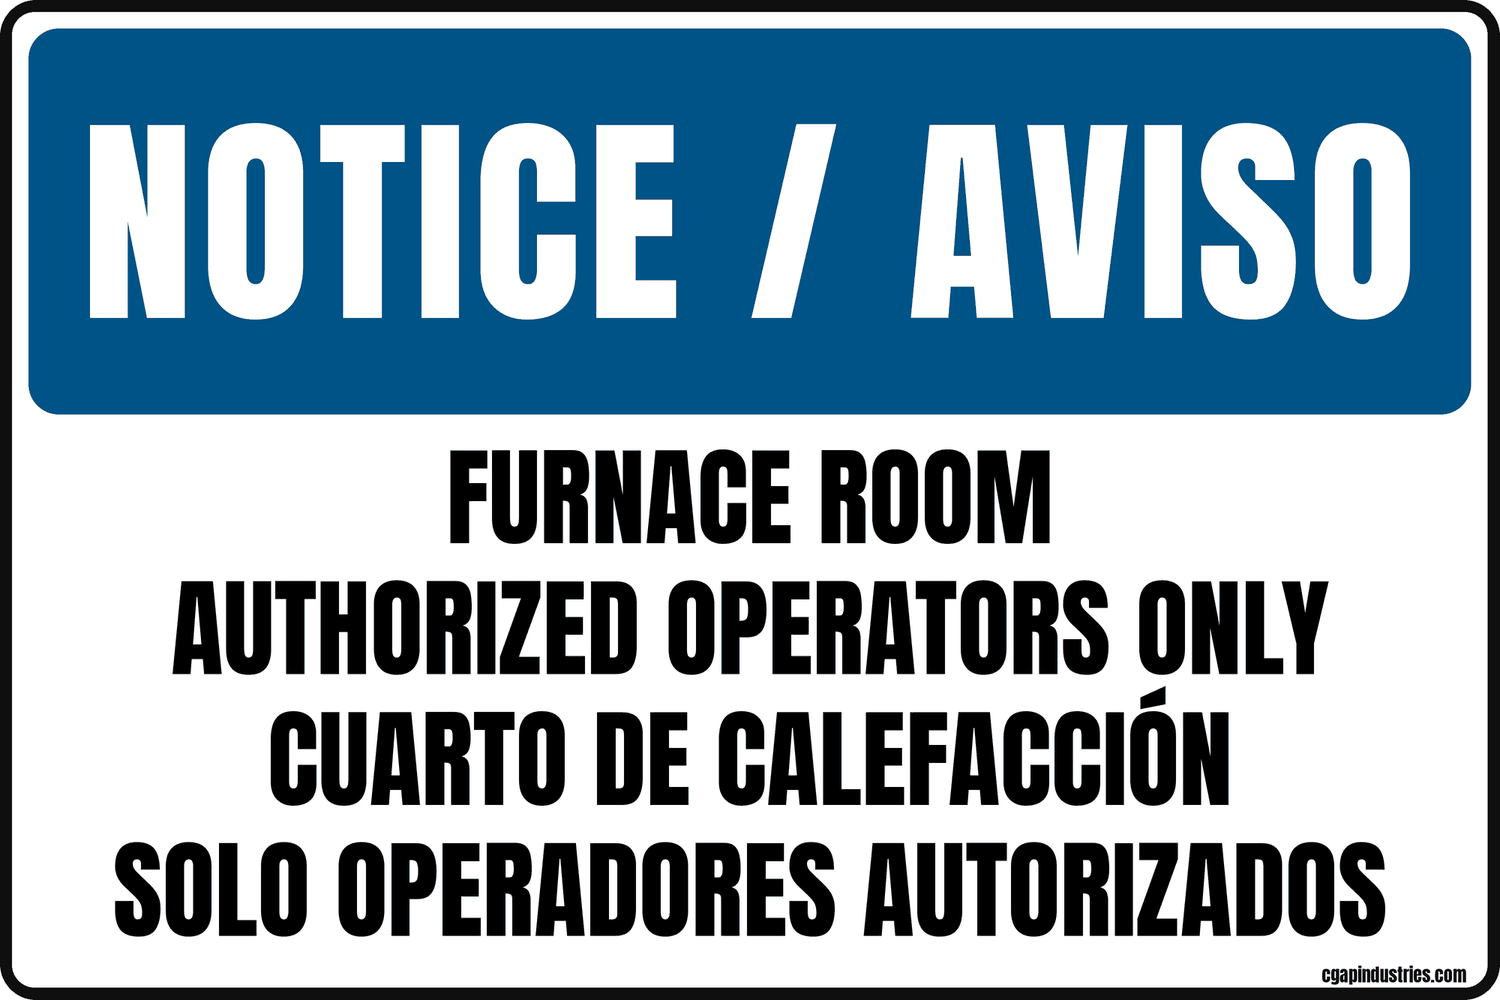 NOTICE / AVISO
FURNACE ROOM
AUTHORIZED OPERATORS ONLY
CUARTO DE CALEFACCIÓN
SOLO OPERADORES AUTORIZADOS
cgapindustries.com